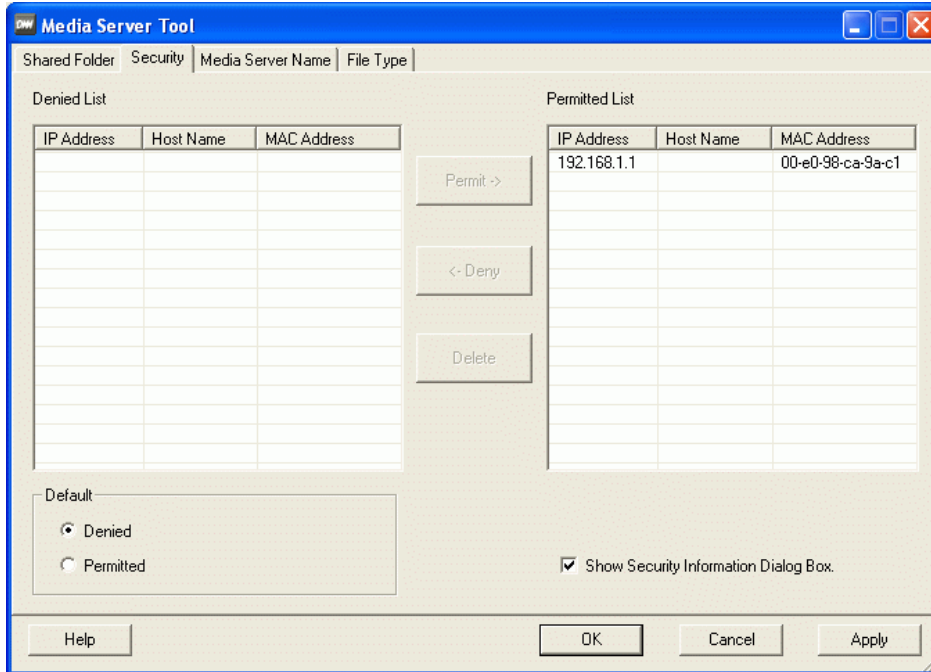 Media Server Tool
Shared Folder Security Media Server Name File Type
Denied List
IP Address Host Name MAC Address
Permit ->
<- Deny
Delete
Permitted List
IP Address Host Name MAC Address
192.168.1.1 00-e0-98-ca-9a-c1
Default
Denied
Permitted
Show Security Information Dialog Box.
Help OK Cancel Apply